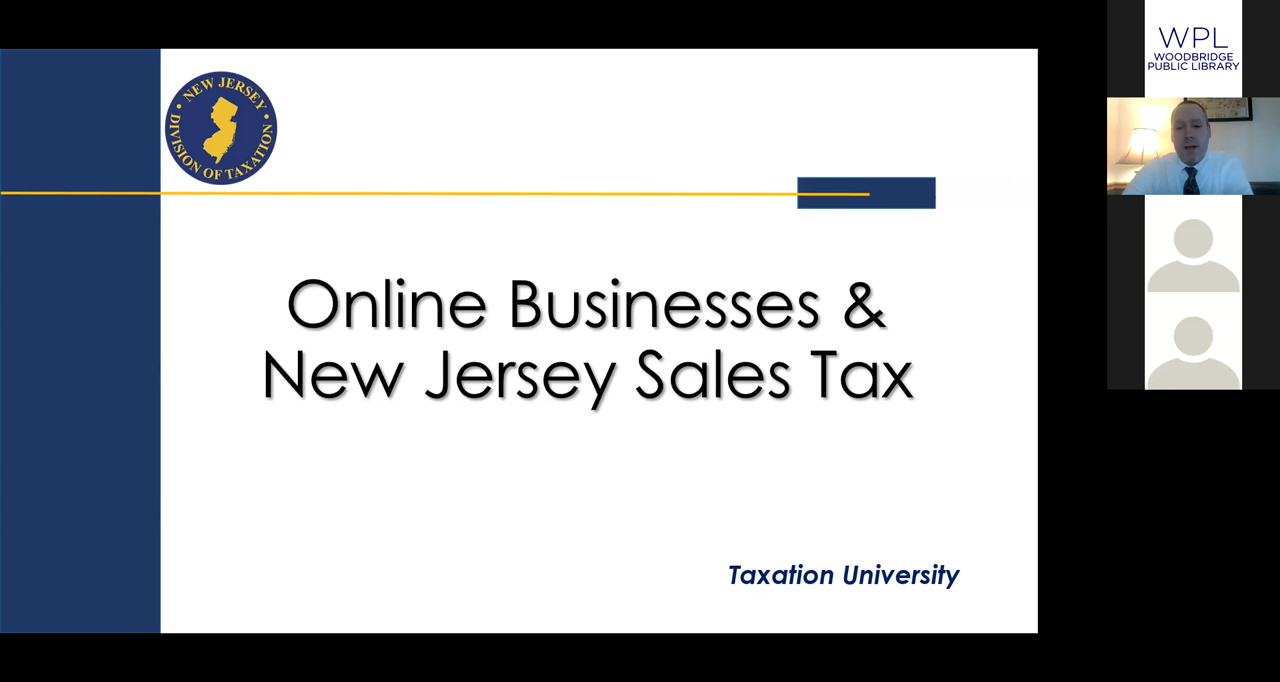 NEW JERSEY
DIVISION OF TAXATION
Online Businesses &
New Jersey Sales Tax
Taxation University
WPL
WOODBRIDGE
PUBLIC LIBRARY